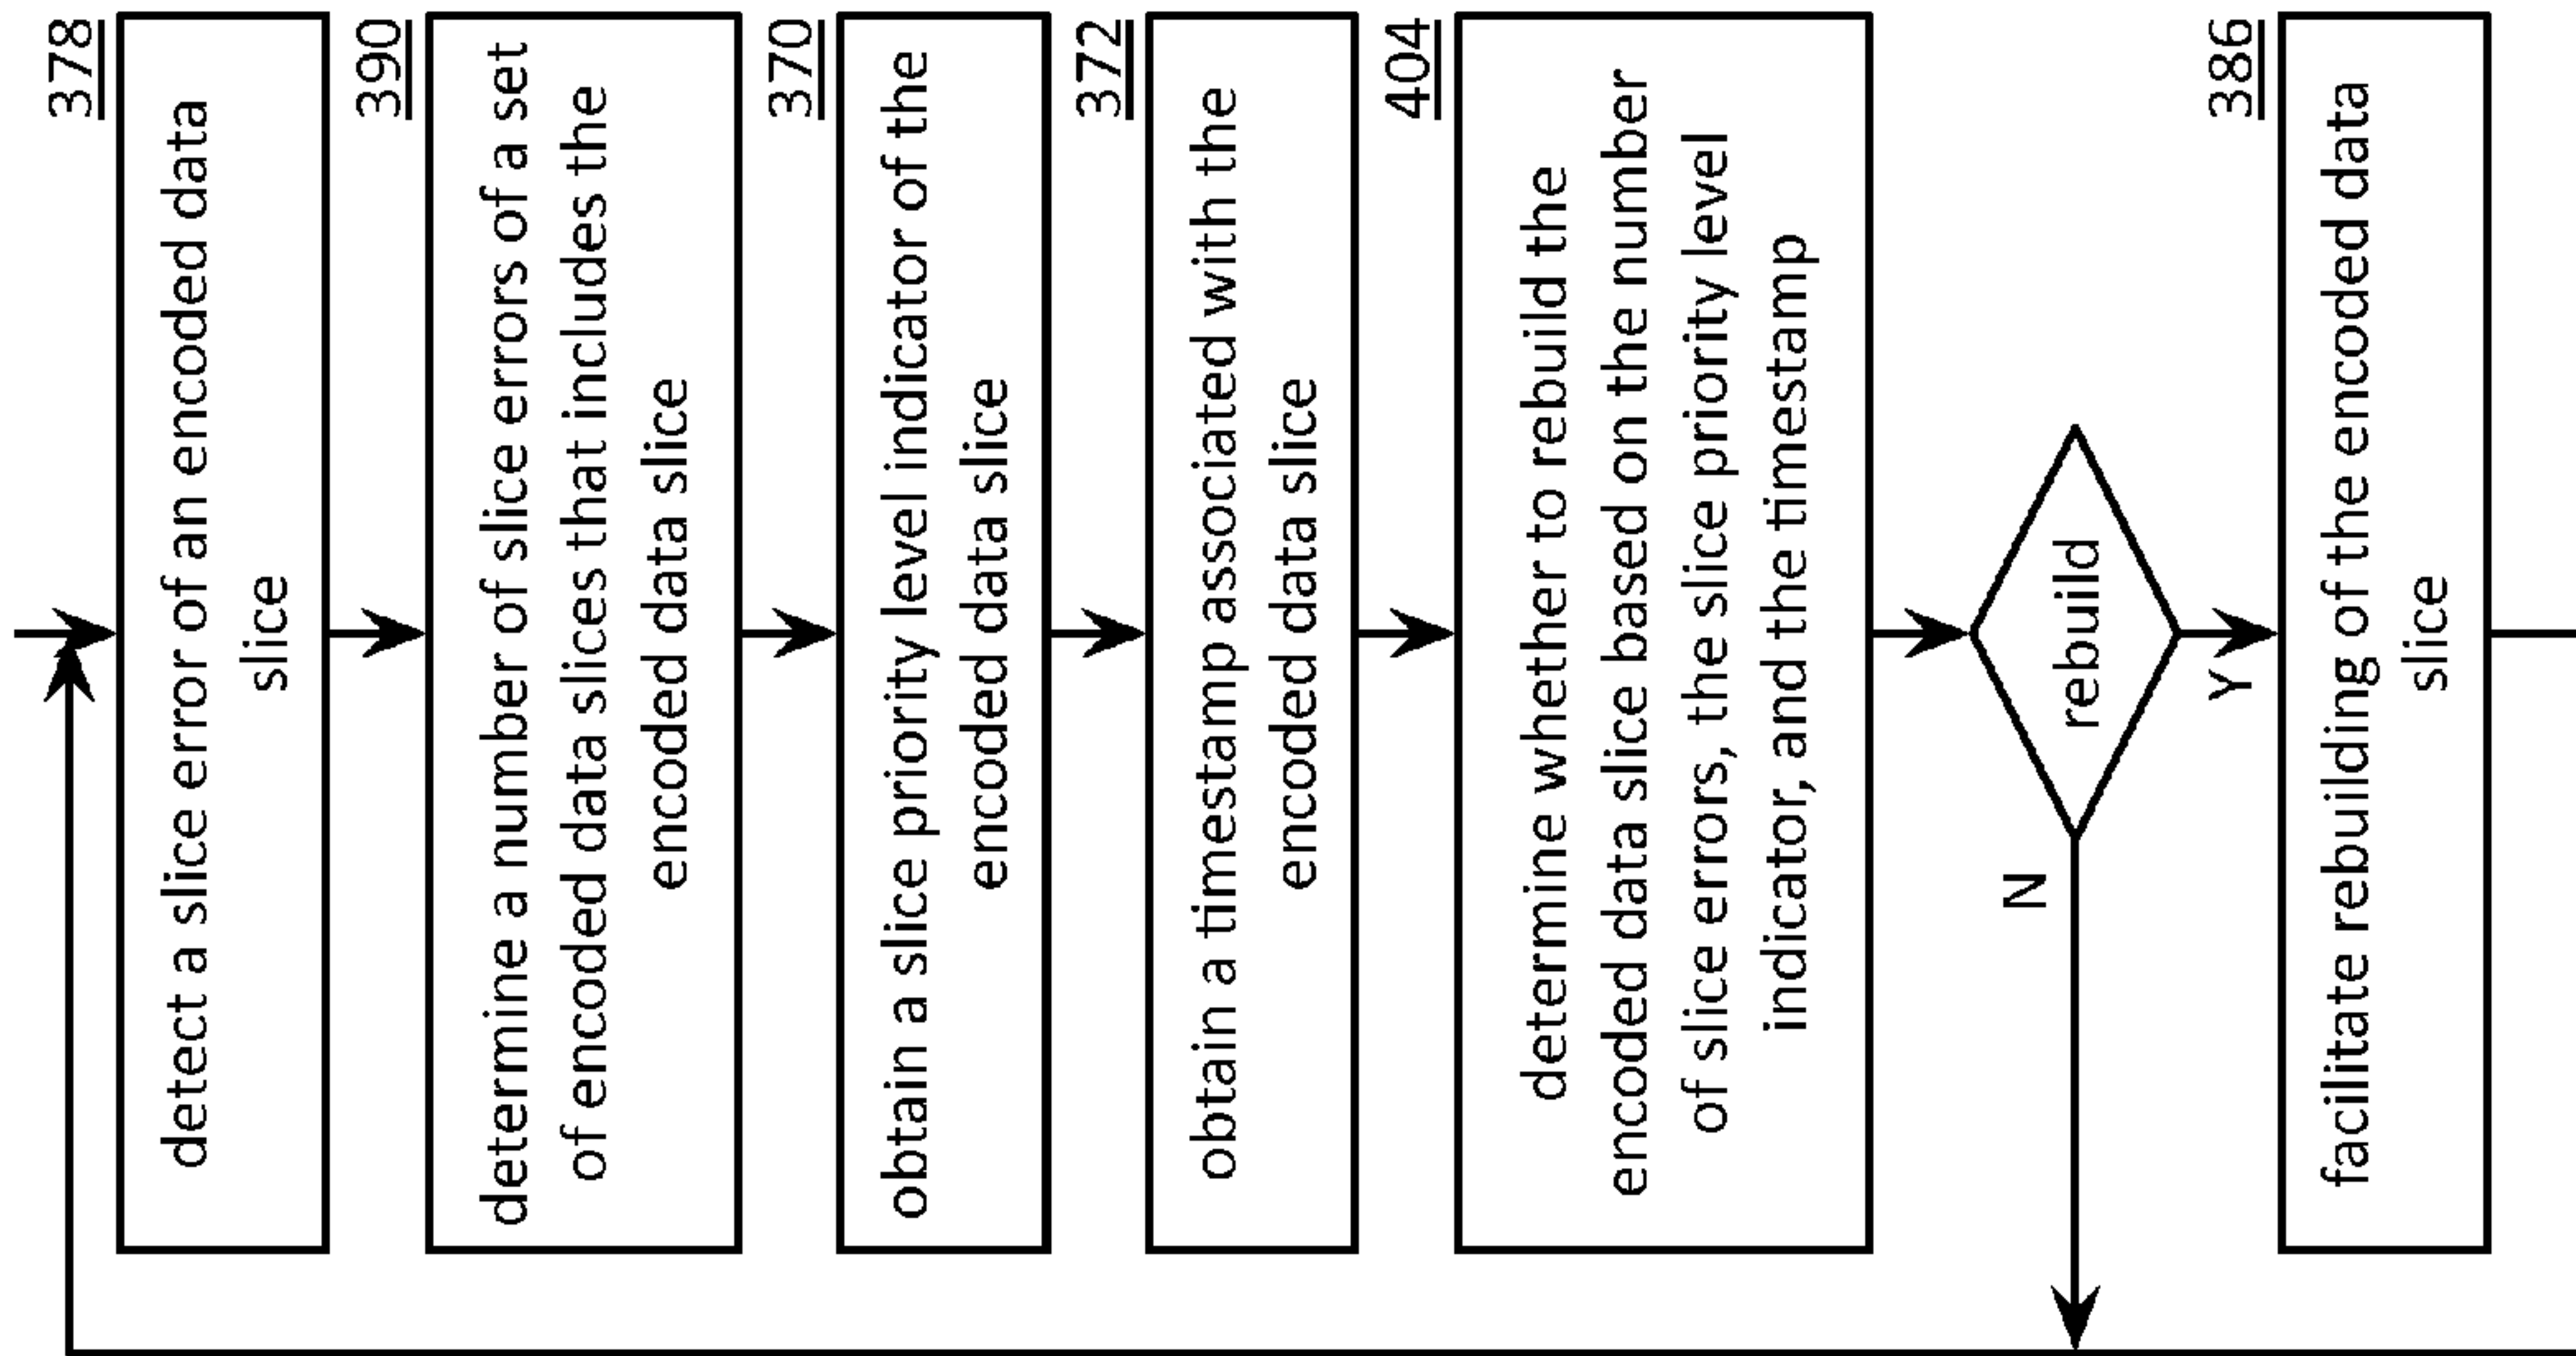 378
detect a slice error of an encoded data
slice
390
determine a number of slice errors of a set
of encoded data slices that includes the
encoded data slice
370
obtain a slice priority level indicator of the
encoded data slice
372
obtain a timestamp associated with the
encoded data slice
404
determine whether to rebuild the
encoded data slice based on the number
of slice errors, the slice priority level
indicator, and the timestamp
rebuild
N
Y
386
facilitate rebuilding of the encoded data
slice